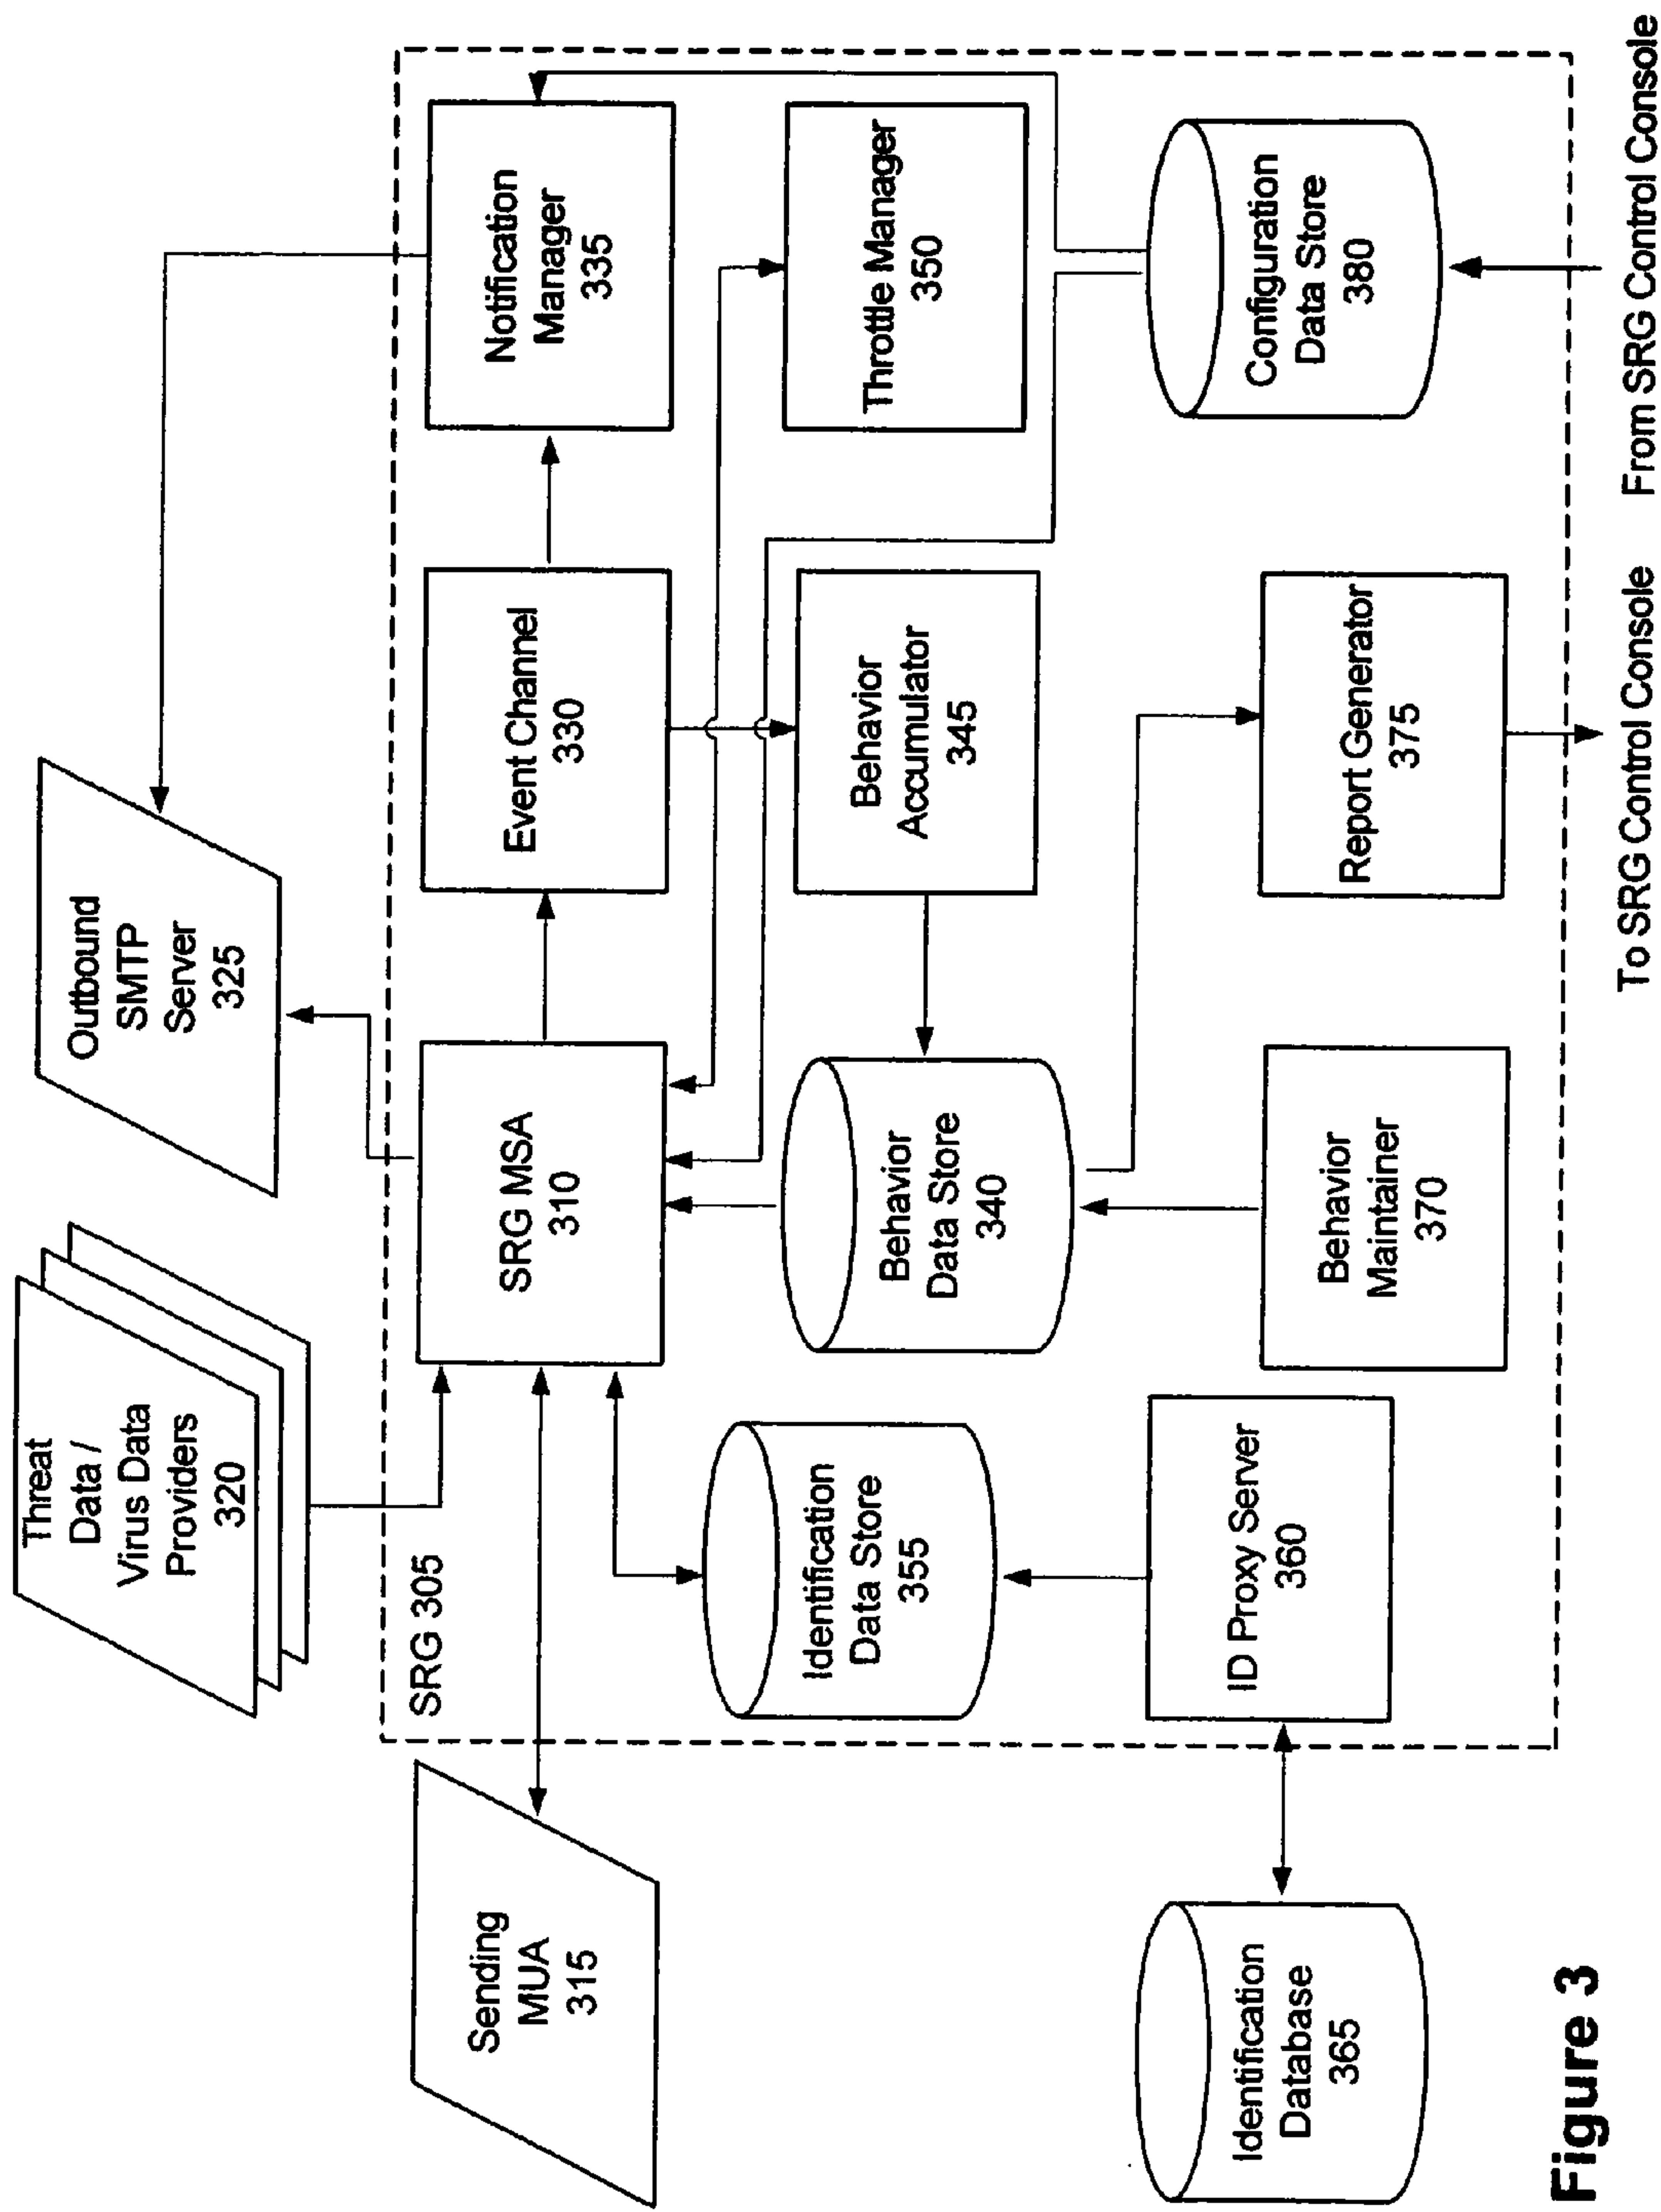 Threat
Data /
Virus Data
Providers
320
Outbound
SMTP
Server
325
SRG 305
Sending
MUA
315
SRG MSA
310
Event Channel
330
Notification
Manager
335
Identification
Data Store
355
Behavior
Data Store
340
Behavior
Accumulator
345
Throttle Manager
350
Identification
Database
365
ID Proxy Server
360
Behavior
Maintainer
370
Report Generator
375
Configuration
Data Store
380
To SRG Control Console
From SRG Control Console
Figure 3